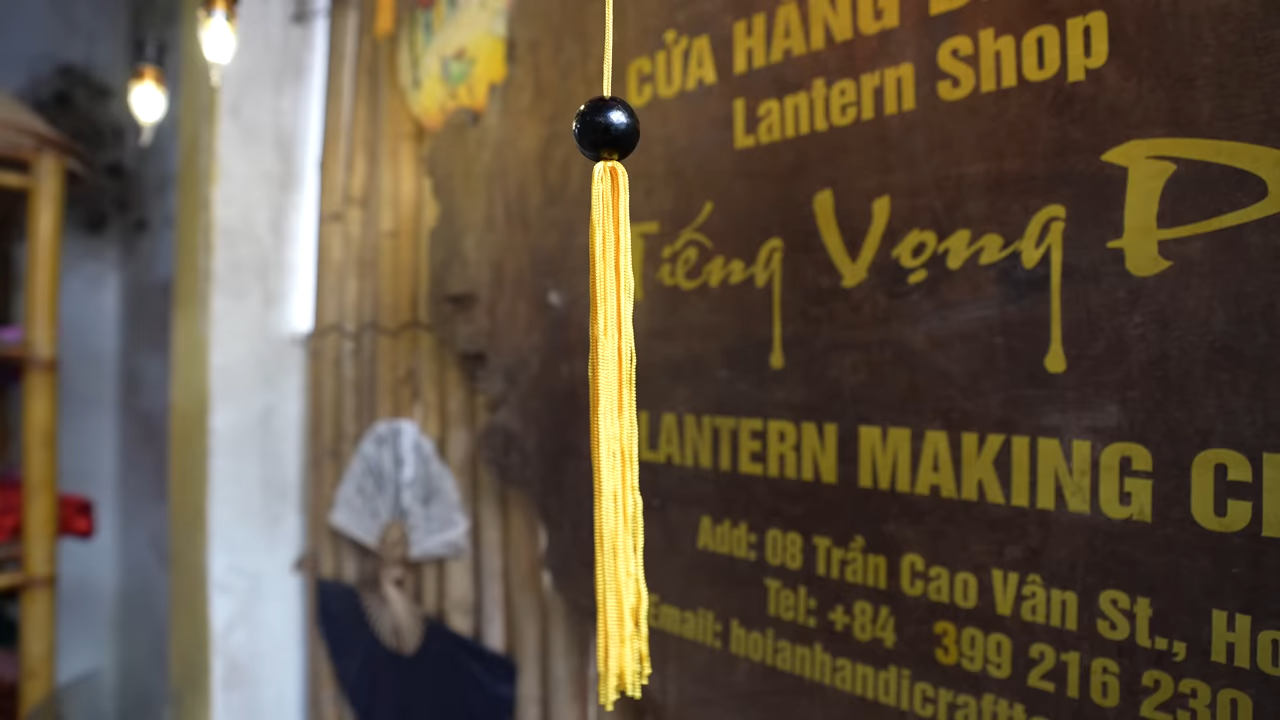 CỬA HÀNG
Lantern Shop
Tiếng Vọng
LANTERN MAKING
Add: 08 Trần Cao Vân St.,
Tel: +84 399 216 230
Email: